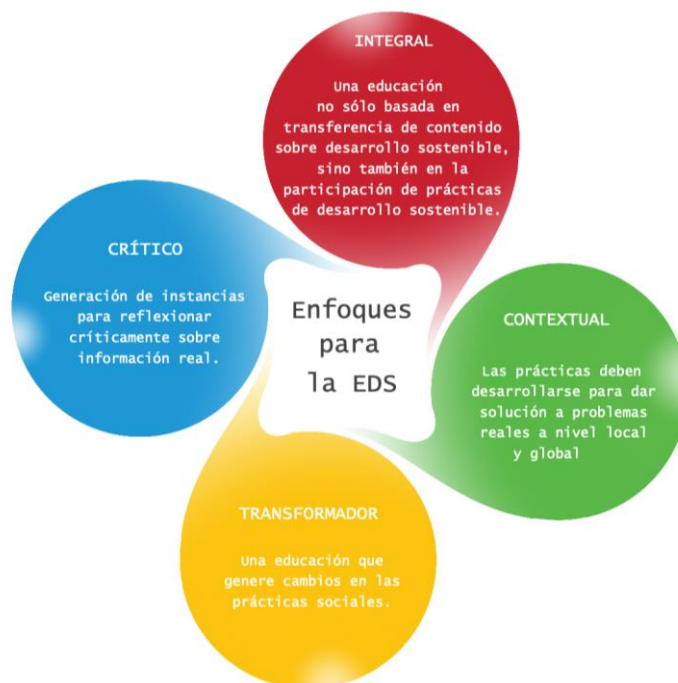 INTEGRAL
Una educación
no sólo basada en
transferencia de contenido
sobre desarrollo sostenible,
sino también en la
participación de prácticas
de desarrollo sostenible.
CRÍTICO
Generación de instancias
para reflexionar
críticamente sobre
información real.
Enfoques
para
la EDS
CONTEXTUAL
Las prácticas deben
desarrollarse para dar
solución a problemas
reales a nivel local
y global
TRANSFORMADOR
Una educación que
genere cambios en las
prácticas sociales.